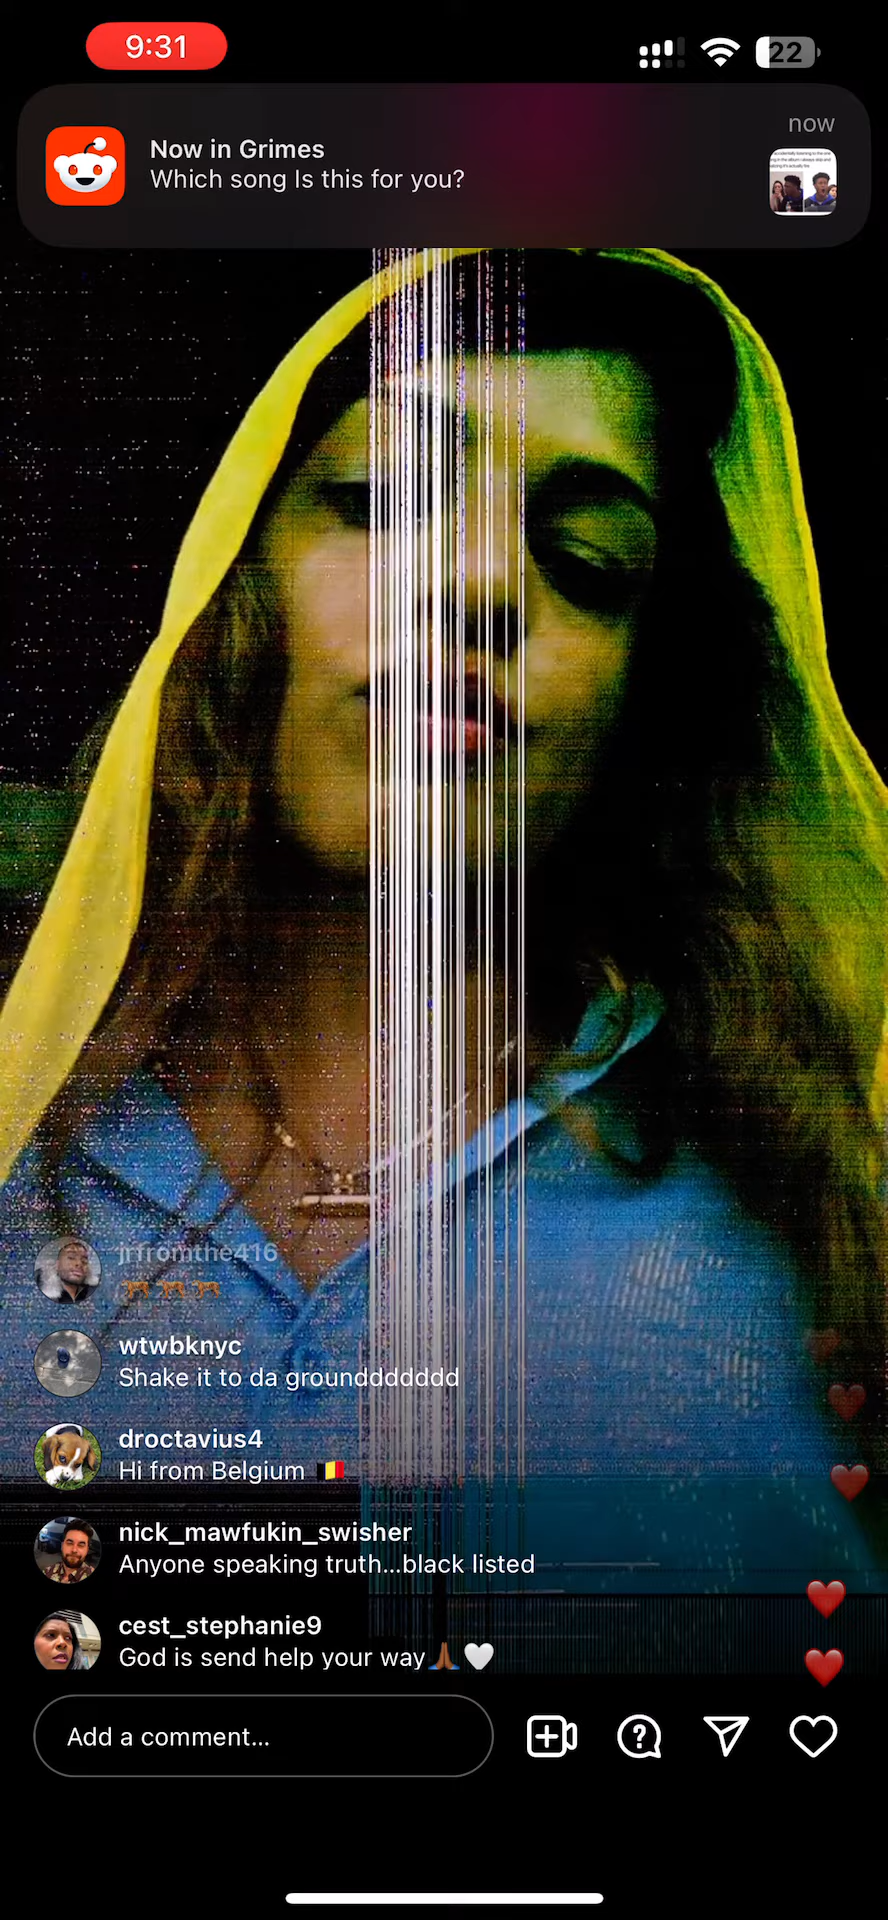 9:31
22
now
Now in Grimes
Which song Is this for you?
jrfromthe416
wtwbknyc
Shake it to da grounddddddd
droctavius4
Hi from Belgium 🇧🇪
nick_mawfukin_swisher
Anyone speaking truth...black listed
cest_stephanie9
God is send help your way🙏🏾🤍
Add a comment...